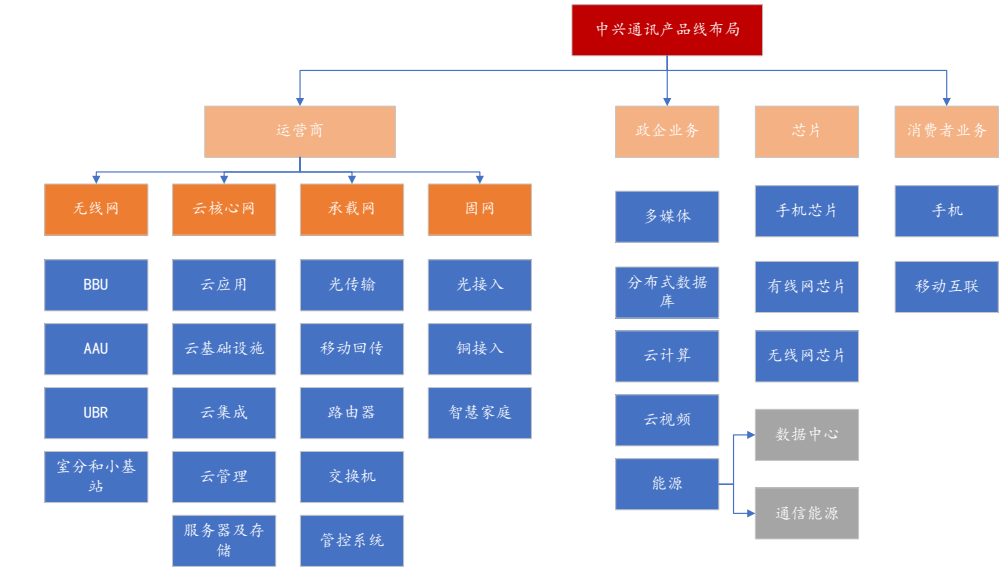 中兴通讯产品线布局
运营商
政企业务
芯片
消费者业务
无线网
云核心网
承载网
固网
BBU
AAU
UBR
室分和小基
站
云应用
云基础设施
云集成
云管理
服务器及存
储
光传输
移动回传
路由器
交换机
管控系统
光接入
铜接入
智慧家庭
多媒体
分布式数据
库
云计算
云视频
能源
手机芯片
有线网芯片
无线网芯片
数据中心
通信能源
手机
移动互联